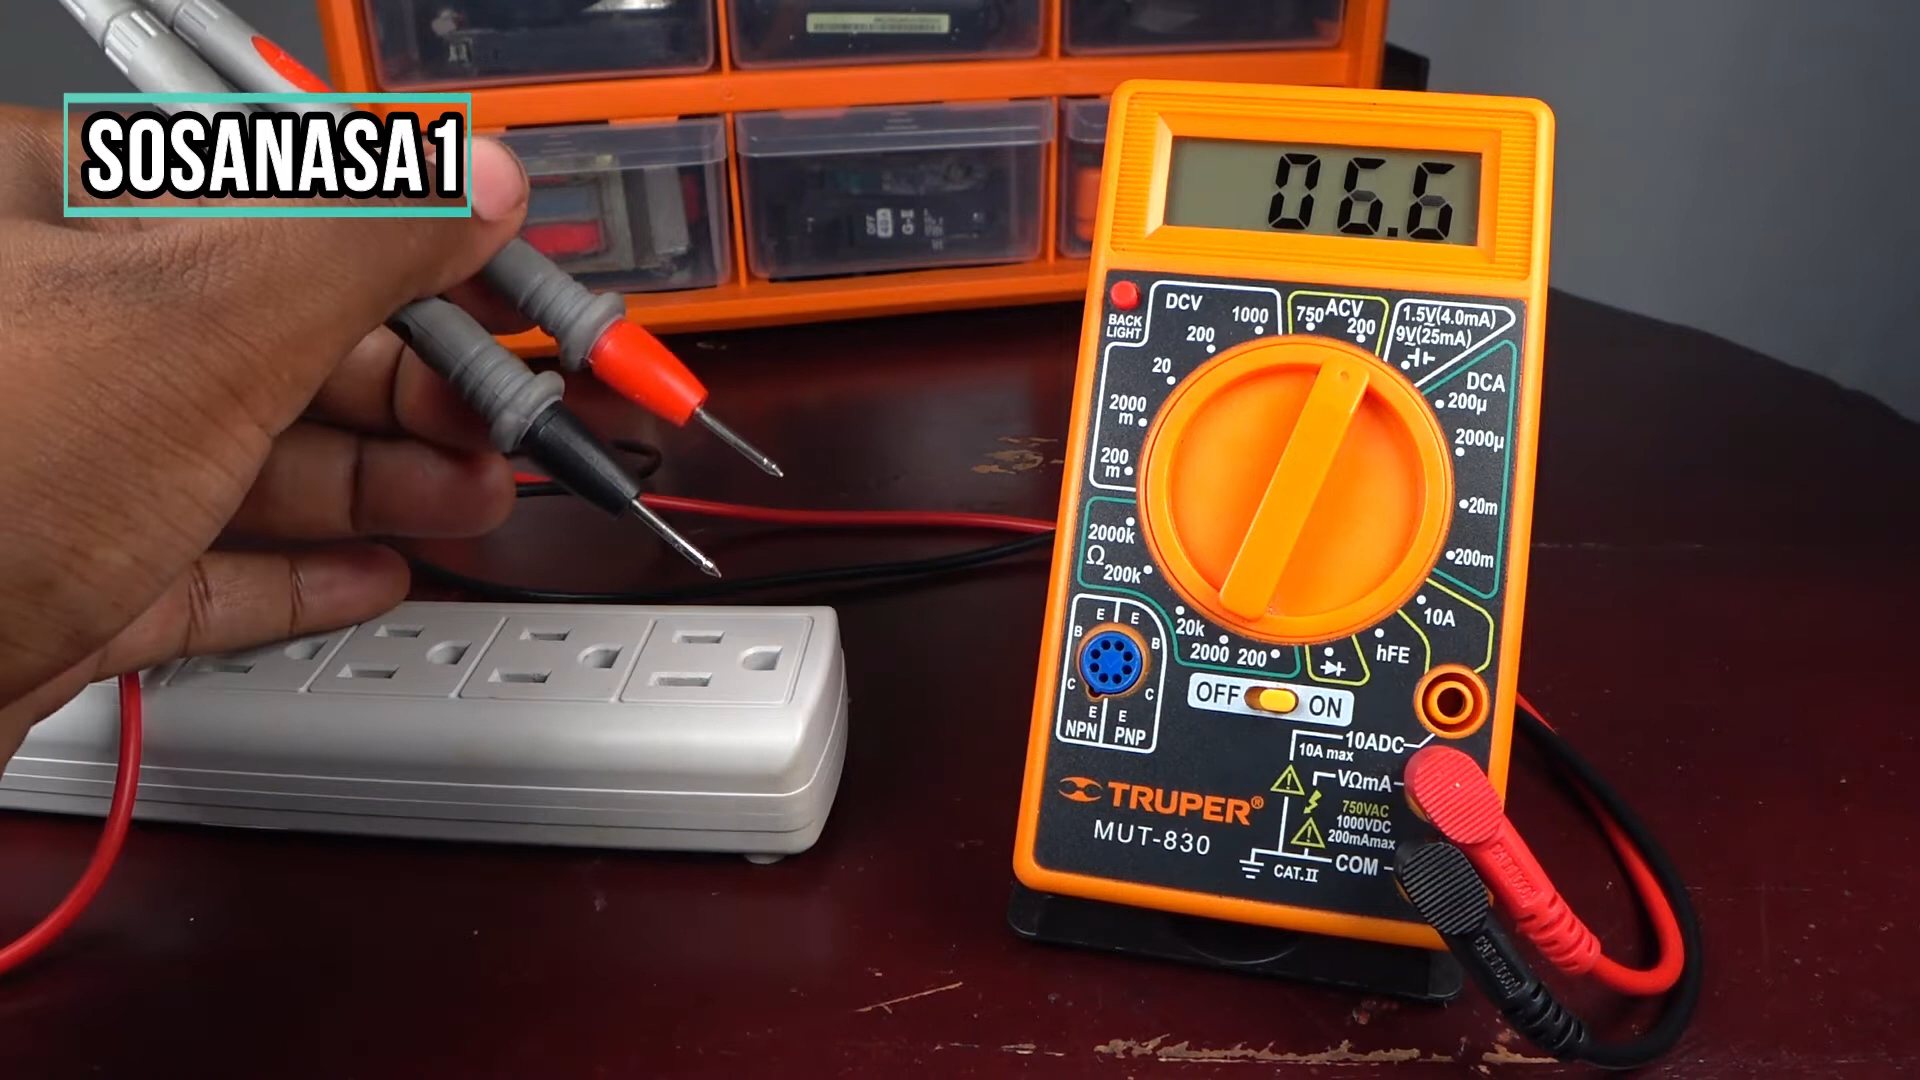 SOSANASA1
06.6
BACK
LIGHT
DCV
1000
200
20
2000
m
200
m
750
ACV
200
1.5V(4.0mA)
9V(25mA)
DCA
200µ
2000µ
20m
200m
10A
hFE
2000k
Ω
200k
20k
2000
200
E
E
B
B
C
C
E
E
NPN
PNP
OFF
ON
10ADC
10A max
VΩmA
750VAC
1000VDC
200mAmax
COM
CAT.II
TRUPER®
MUT-830
OFF
G-II